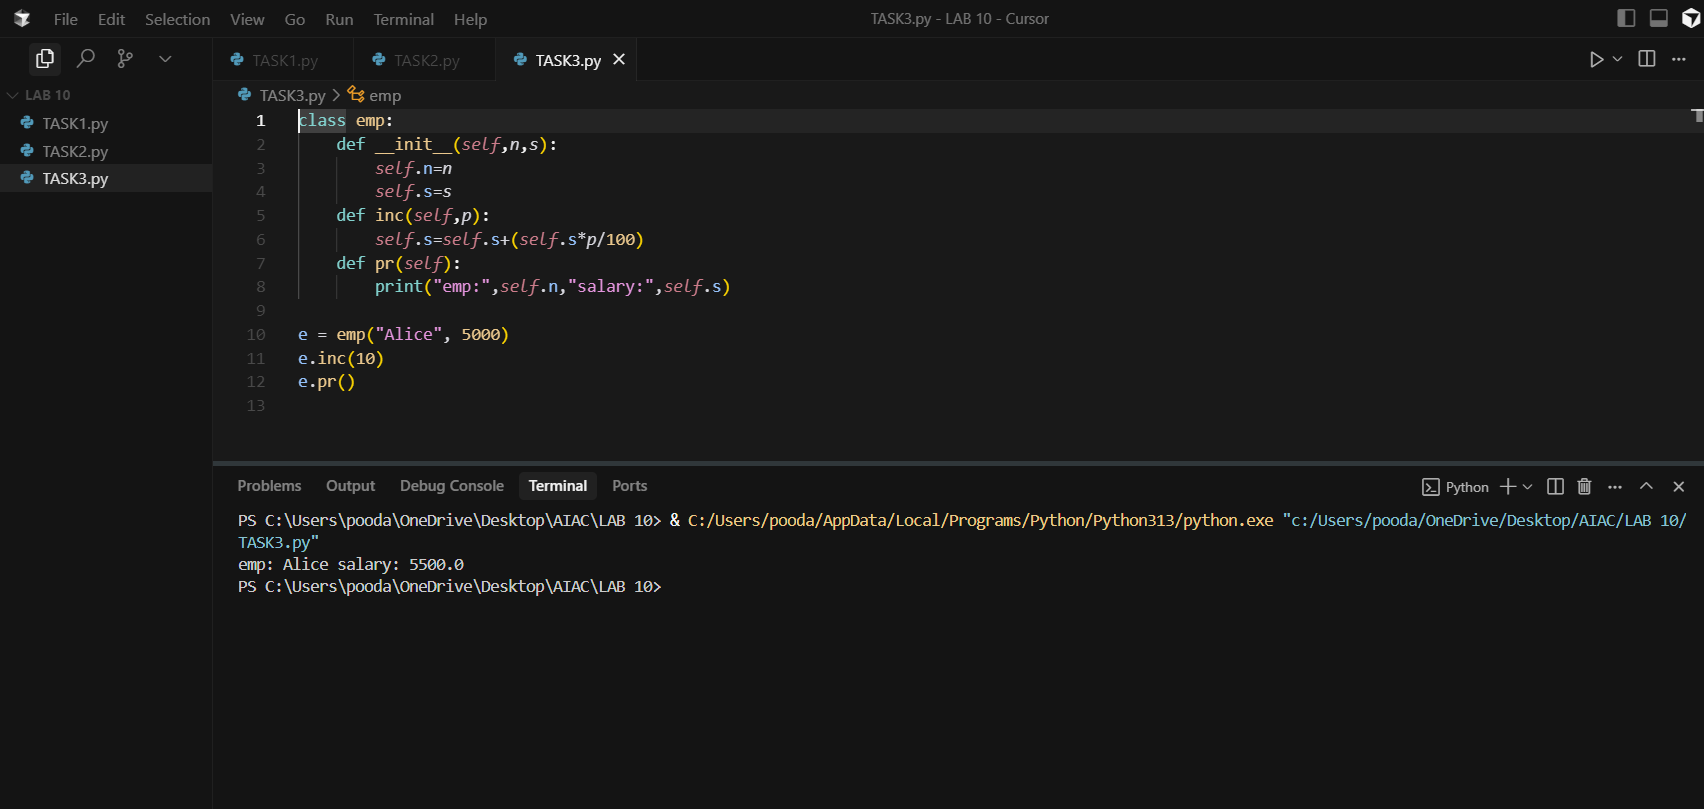 File Edit Selection View Go Run Terminal Help
TASK3.py - LAB 10 - Cursor
TASK1.py
TASK2.py
TASK3.py
LAB 10
TASK1.py
TASK2.py
TASK3.py
TASK3.py > emp
1 class emp:
2     def __init__(self,n,s):
3         self.n=n
4         self.s=s
5     def inc(self,p):
6         self.s=self.s+(self.s*p/100)
7     def pr(self):
8         print("emp:",self.n,"salary:",self.s)
9
10 e = emp("Alice", 5000)
11 e.inc(10)
12 e.pr()
13
Problems Output Debug Console Terminal Ports
Python
PS C:\Users\pooda\OneDrive\Desktop\AIAC\LAB 10> & C:/Users/pooda/AppData/Local/Programs/Python/Python313/python.exe "c:/Users/pooda/OneDrive/Desktop/AIAC/LAB 10/
TASK3.py"
emp: Alice salary: 5500.0
PS C:\Users\pooda\OneDrive\Desktop\AIAC\LAB 10>